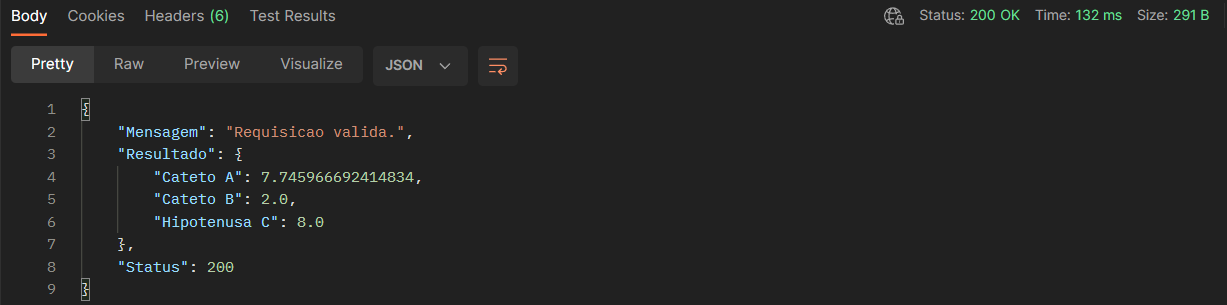 Body Cookies Headers (6) Test Results Status: 200 OK Time: 132 ms Size: 291 B
Pretty Raw Preview Visualize JSON
1 {
2 "Mensagem": "Requisicao valida.",
3 "Resultado": {
4 "Cateto A": 7.745966692414834,
5 "Cateto B": 2.0,
6 "Hipotenusa C": 8.0
7 },
8 "Status": 200
9 }